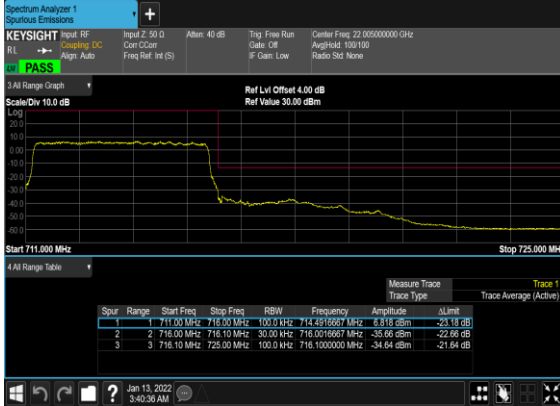 Spectrum Analyzer 1
Spurious Emissions
+
KEYSIGHT Input: RF Input Z: 50 Ω Atten: 40 dB Trig: Free Run Center Freq: 22.005000000 GHz
RL Coupling: DC Corr CCorr Gate: Off Avg|Hold: 100/100
Align: Auto Freq Ref: Int (S) IF Gain: Low Radio Std: None
LXI PASS
3.All Range Graph Ref Lvl Offset 4.00 dB
Scale/Div 10.0 dB Ref Value 30.00 dBm
Log
20.0
10.0
0.00
-10.0
-20.0
-30.0
-40.0
-50.0
-60.0
Start 711.000 MHz Stop 725.000 MH
4.All Range Table
Measure Trace Trace 1
Trace Type Trace Average (Active)
Spur Range Start Freq Stop Freq RBW Frequency Amplitude ΔLimit
1 1 711.00 MHz 716.00 MHz 100.0 kHz 714.4916667 MHz 6.818 dBm -23.18 dB
2 2 716.00 MHz 716.10 MHz 30.00 kHz 716.0016667 MHz -35.66 dBm -22.66 dB
3 3 716.10 MHz 725.00 MHz 100.0 kHz 716.1000000 MHz -34.64 dBm -21.64 dB
? Jan 13, 2022
3:40:36 AM